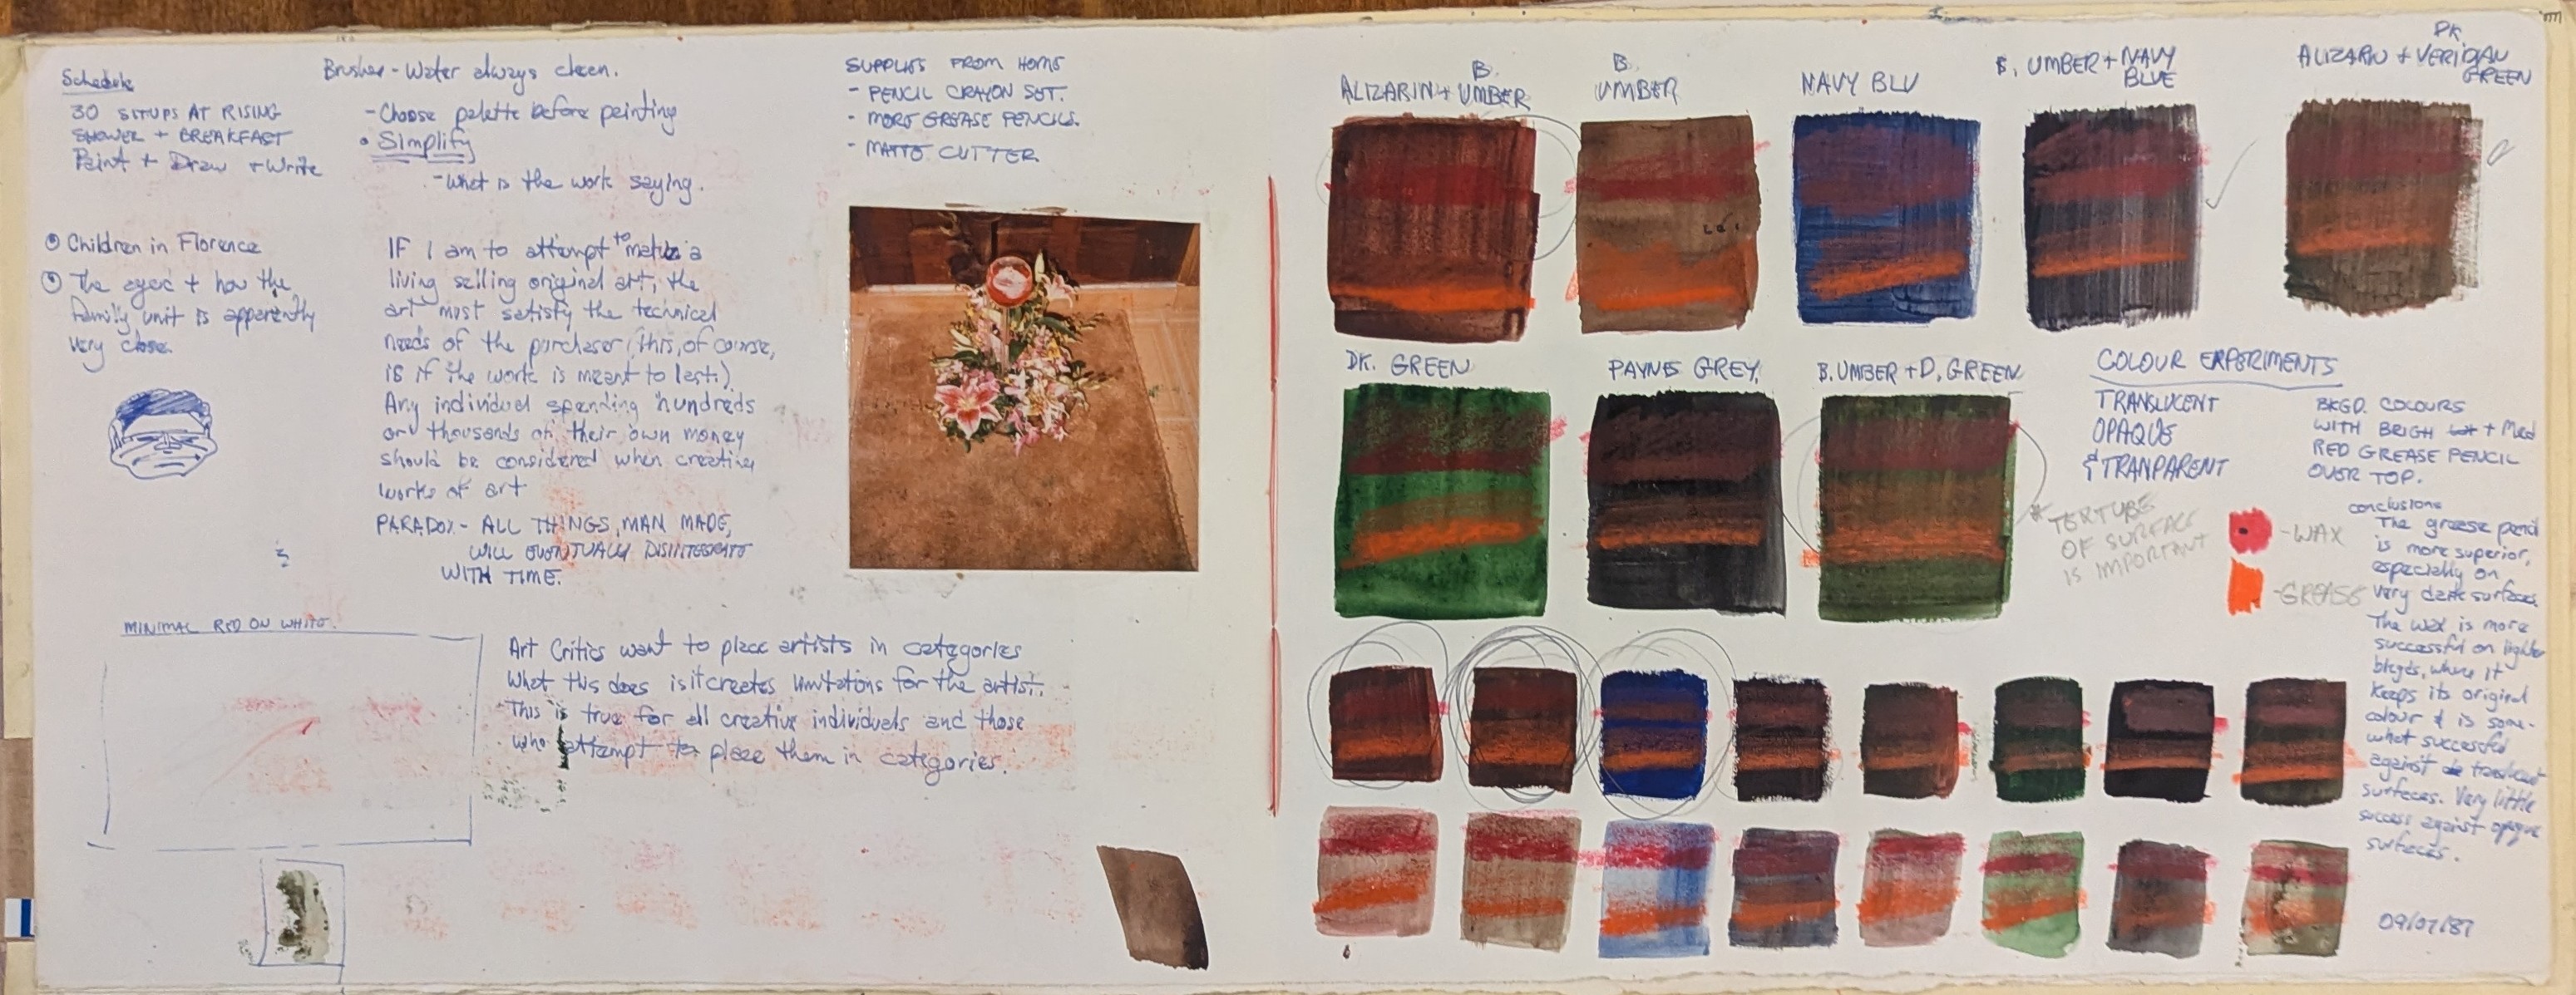 Schedule
30 SITUPS AT RISING
SHOWER + BREAKFAST
Paint + Draw + Write
Brushes - Water always clean.
- Choose palette before painting
• Simplify
- What is the work saying.
SUPPLIES FROM HOME
- PENCIL CRAYON SET.
- MORE GREASE PENCILS.
- MATTE CUTTER
Children in Florence
The eyes + how the
family unit is apparently
very close.
IF I am to attempt to make a
living selling original art, the
art must satisfy the technical
needs of the purchaser (this, of course,
is if the work is meant to last.)
Any individual spending hundreds
or thousands of their own money
should be considered when creating
works of art
PARADOX - ALL THINGS, MAN MADE,
WILL EVENTUALLY DISINTEGRATE
WITH TIME.
MINIMAL RED ON WHITE.
Art Critics want to place artists in categories
What this does is it creates limitations for the artist.
This is true for all creative individuals and those
who attempt to place them in categories.
ALIZARIN + B. UMBER
B. UMBER
NAVY BLU
B. UMBER + NAVY BLUE
ALIZARIN + DK. VERIDIAN GREEN
DK. GREEN
PAYNE GREY.
B. UMBER + D. GREEN
COLOUR EXPERIMENTS
TRANSLUCENT
OPAQUE
& TRANPARENT
BKGD. COLOURS
WITH BRIGH + Med
RED GREASE PENCIL
OVER TOP.
* TEXTURE
OF SURFACE
IS IMPORTANT
- WAX
- GREASE
conclusions
The grease pencil
is more superior,
especially on
very dark surfaces.
The wax is more
successful on lighter
bkgds, where it
keeps its original
colour & is some-
what successful
against translucent
surfaces. Very little
success against opaque
surfaces.
09/07/87